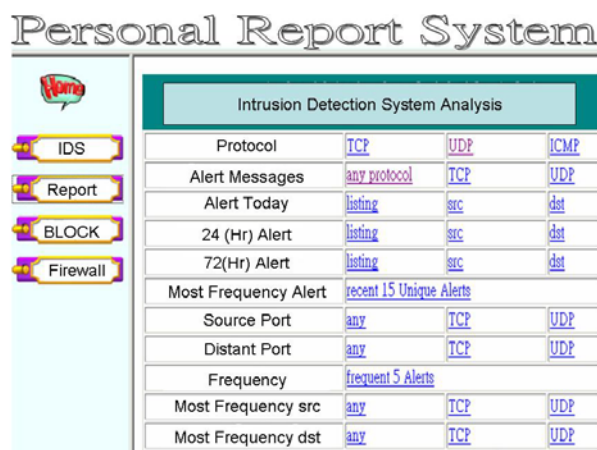 Personal Report System
Home
IDS
Report
BLOCK
Firewall
Intrusion Detection System Analysis
Protocol TCP UDP ICMP
Alert Messages any protocol TCP UDP
Alert Today listing src dst
24 (Hr) Alert listing src dst
72(Hr) Alert listing src dst
Most Frequency Alert recent 15 Unique Alerts
Source Port any TCP UDP
Distant Port any TCP UDP
Frequency frequent 5 Alerts
Most Frequency src any TCP UDP
Most Frequency dst any TCP UDP